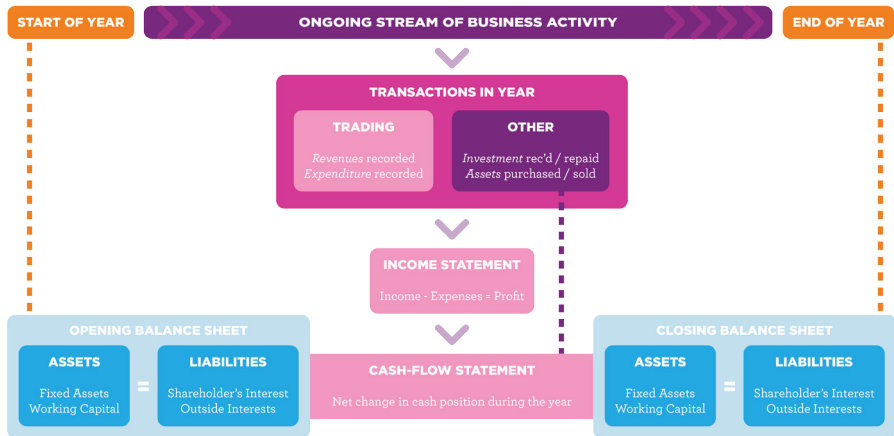 START OF YEAR
ONGOING STREAM OF BUSINESS ACTIVITY
END OF YEAR
TRANSACTIONS IN YEAR
TRADING
Revenues recorded
Expenditure recorded
OTHER
Investment rec'd / repaid
Assets purchased / sold
INCOME STATEMENT
Income - Expenses = Profit
OPENING BALANCE SHEET
ASSETS
Fixed Assets
Working Capital
=
LIABILITIES
Shareholder's Interest
Outside Interests
CASH-FLOW STATEMENT
Net change in cash position during the year
CLOSING BALANCE SHEET
ASSETS
Fixed Assets
Working Capital
=
LIABILITIES
Shareholder's Interest
Outside Interests